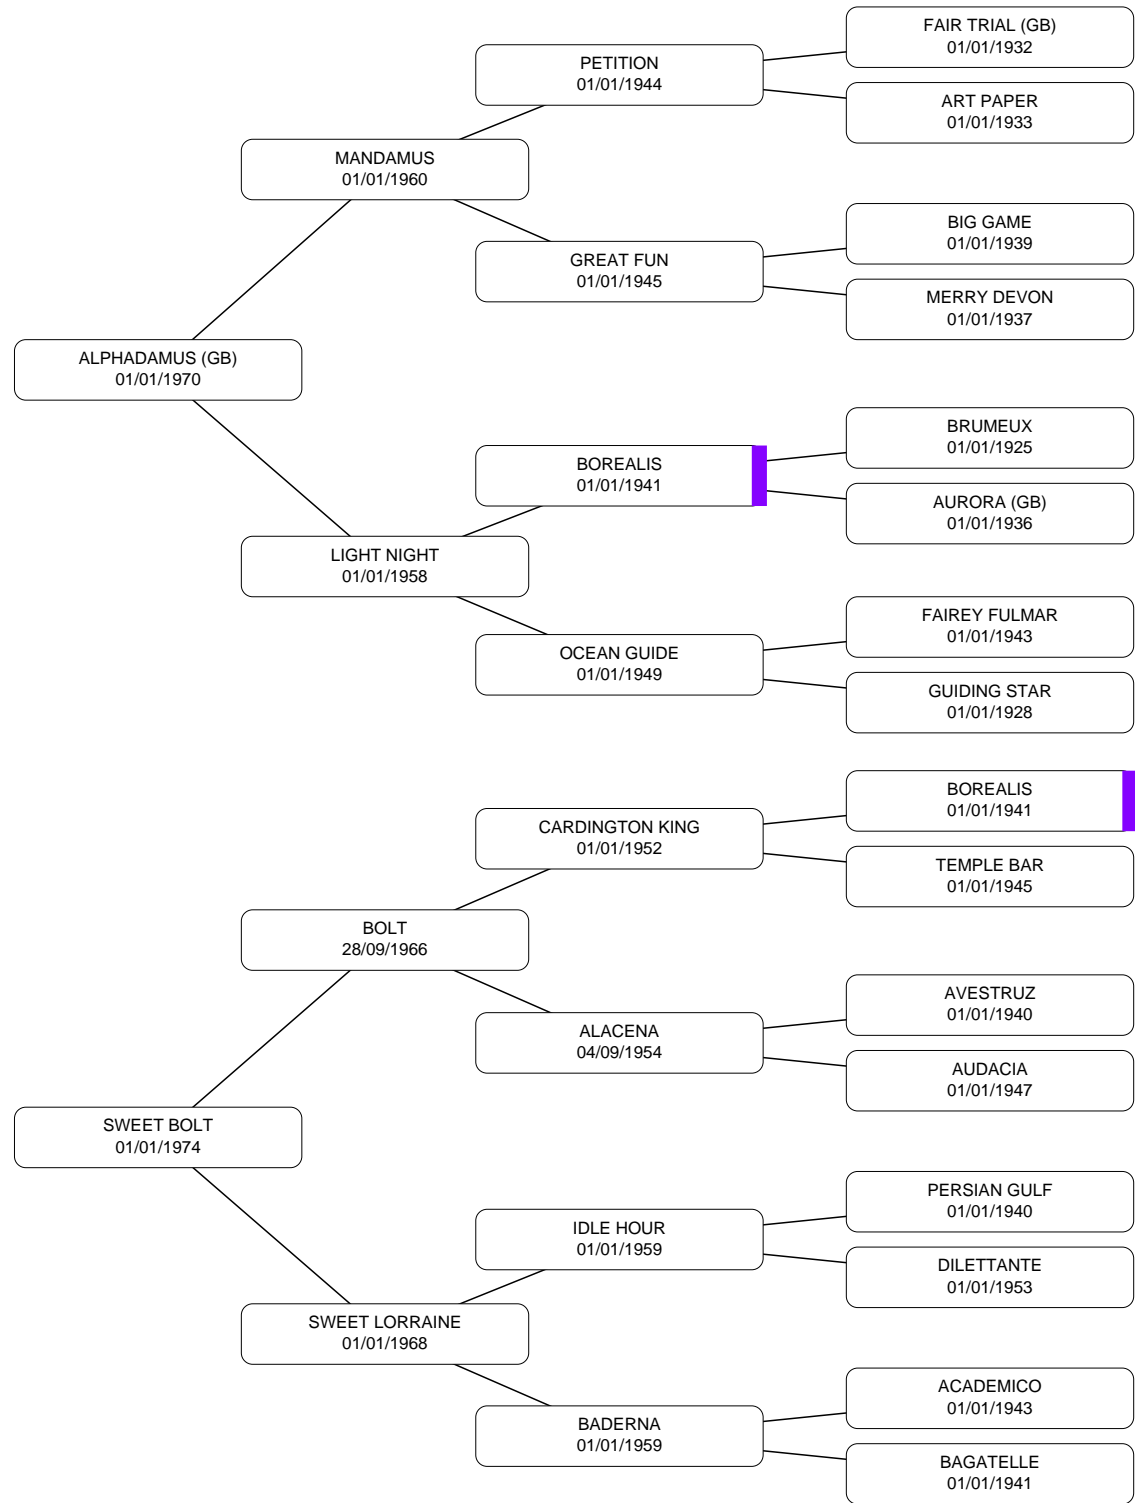 FAIR TRIAL (GB)
01/01/1932
PETITION
01/01/1944
ART PAPER
01/01/1933
MANDAMUS
01/01/1960
BIG GAME
01/01/1939
GREAT FUN
01/01/1945
MERRY DEVON
01/01/1937
ALPHADAMUS (GB)
01/01/1970
BRUMEUX
01/01/1925
BOREALIS
01/01/1941
AURORA (GB)
01/01/1936
LIGHT NIGHT
01/01/1958
FAIREY FULMAR
01/01/1943
OCEAN GUIDE
01/01/1949
GUIDING STAR
01/01/1928
BOREALIS
01/01/1941
CARDINGTON KING
01/01/1952
TEMPLE BAR
01/01/1945
BOLT
28/09/1966
AVESTRUZ
01/01/1940
ALACENA
04/09/1954
AUDACIA
01/01/1947
SWEET BOLT
01/01/1974
PERSIAN GULF
01/01/1940
IDLE HOUR
01/01/1959
DILETTANTE
01/01/1953
SWEET LORRAINE
01/01/1968
ACADEMICO
01/01/1943
BADERNA
01/01/1959
BAGATELLE
01/01/1941